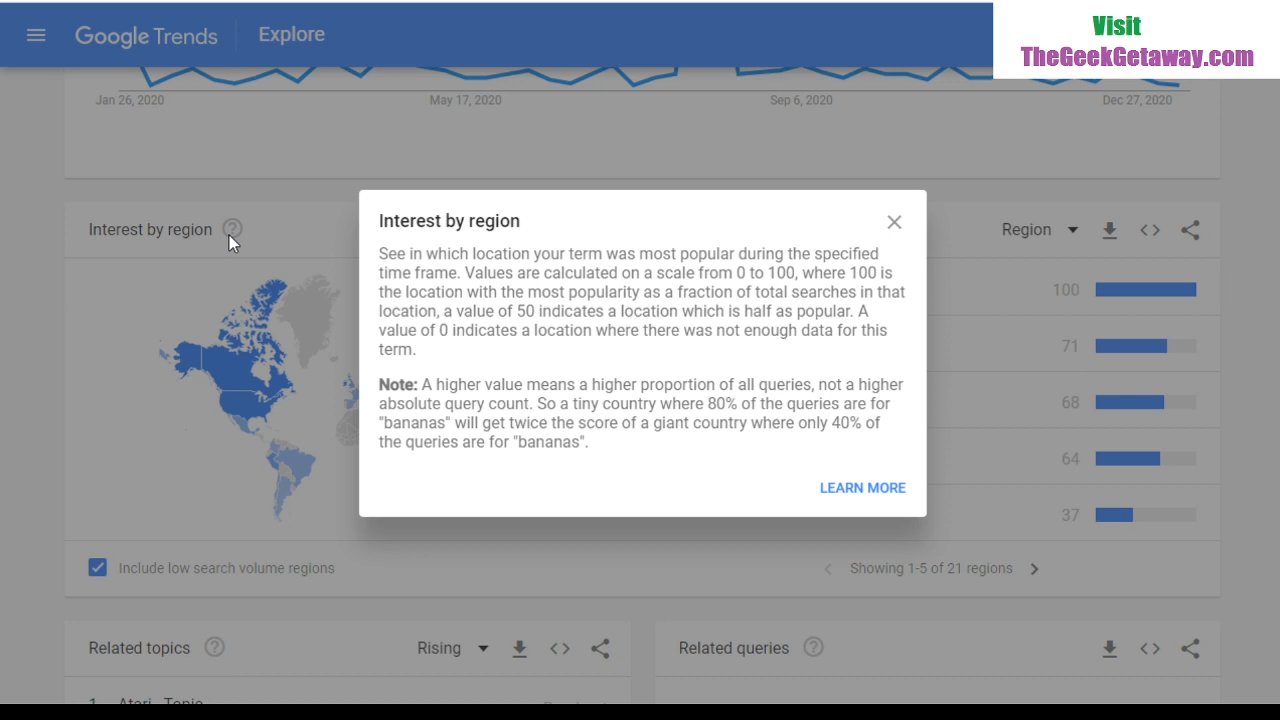 Google Trends
Explore
Visit
TheGeekGetaway.com
Jan 26, 2020
May 17, 2020
Sep 6, 2020
Dec 27, 2020
Interest by region
Region
Interest by region
See in which location your term was most popular during the specified
time frame. Values are calculated on a scale from 0 to 100, where 100 is
the location with the most popularity as a fraction of total searches in that
location, a value of 50 indicates a location which is half as popular. A
value of 0 indicates a location where there was not enough data for this
term.
Note: A higher value means a higher proportion of all queries, not a higher
absolute query count. So a tiny country where 80% of the queries are for
"bananas" will get twice the score of a giant country where only 40% of
the queries are for "bananas".
LEARN MORE
100
71
68
64
37
Include low search volume regions
Showing 1-5 of 21 regions
Related topics
Rising
Related queries
1 Atari - Topic